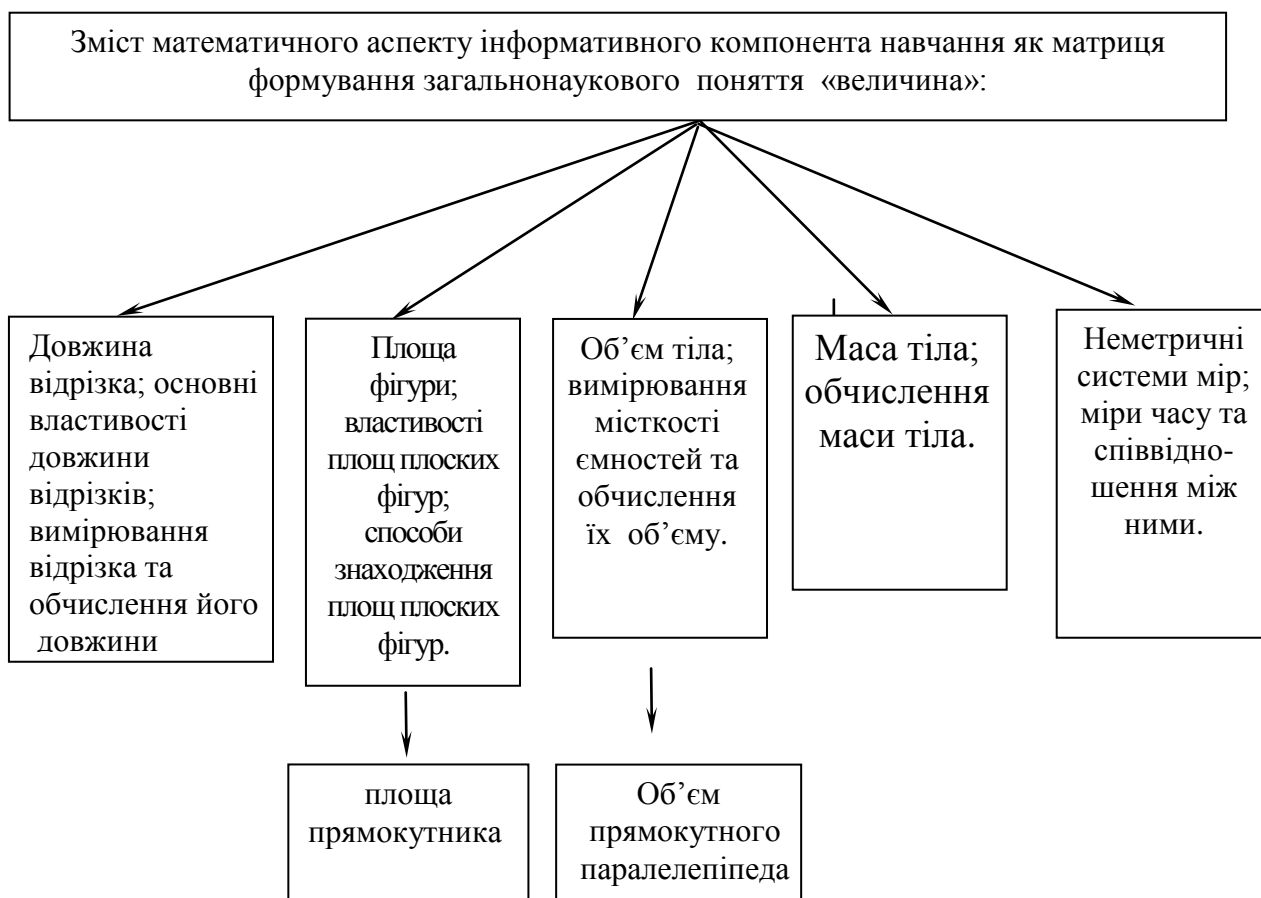 Зміст математичного аспекту інформативного компонента навчання як матриця
формування загальнонаукового поняття «величина»:
Довжина
відрізка; основні
властивості
довжини
відрізків;
вимірювання
відрізка та
обчислення його
довжини
Площа
фігури;
властивості
площ плоских
фігур;
способи
знаходження
площ плоских
фігур.
Об’єм тіла;
вимірювання
місткості
ємностей та
обчислення
їх об’єму.
Маса тіла;
обчислення
маси тіла.
Неметричні
системи мір;
міри часу та
співвідно-
шення між
ними.
площа
прямокутника
Об’єм
прямокутного
паралелепіпеда